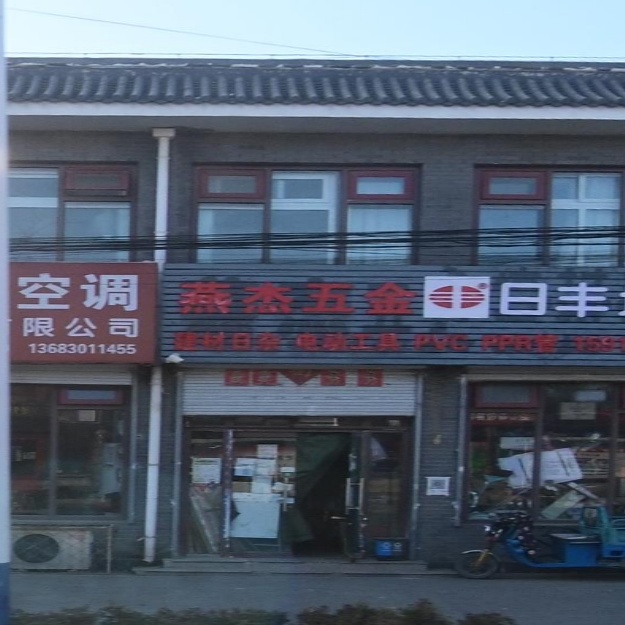 空调
限公司
13683011455
燕杰五金 日丰
建材日杂 电动工具 PVC PPR管 159